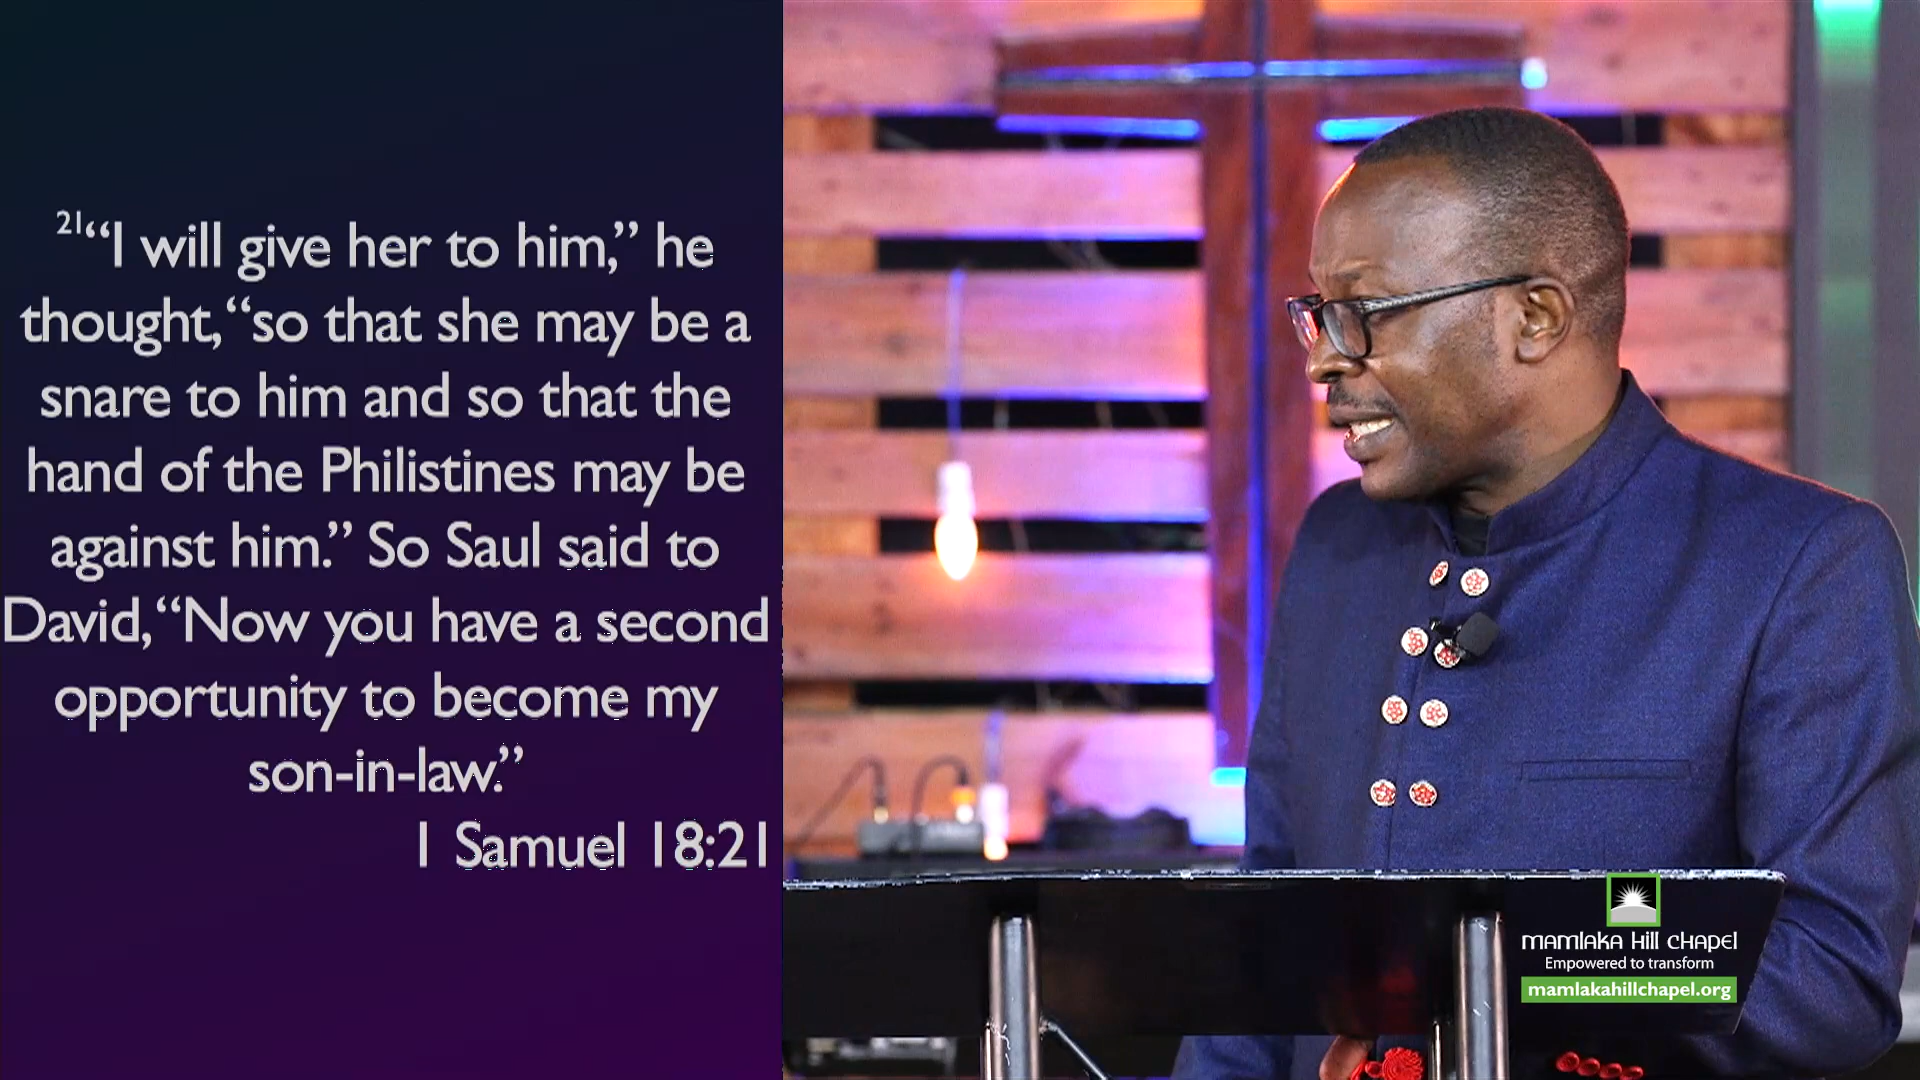 21“I will give her to him,” he
thought, “so that she may be a
snare to him and so that the
hand of the Philistines may be
against him.” So Saul said to
David, “Now you have a second
opportunity to become my
son-in-law.”
1 Samuel 18:21
mamlaka hill chapel
Empowered to transform
mamlakahillchapel.org